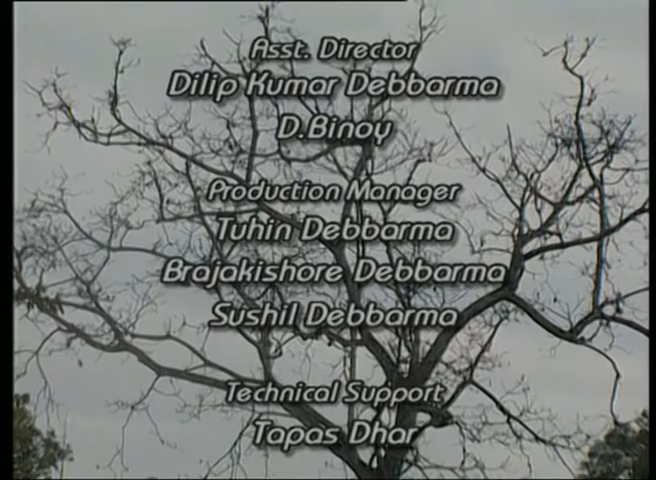 Asst. Director
Dilip Kumar Debbarma
D.Binoy
Production Manager
Tuhin Debbarma
Brajakishore Debbarma
Sushil Debbarma
Technical Support
Tapas Dhar